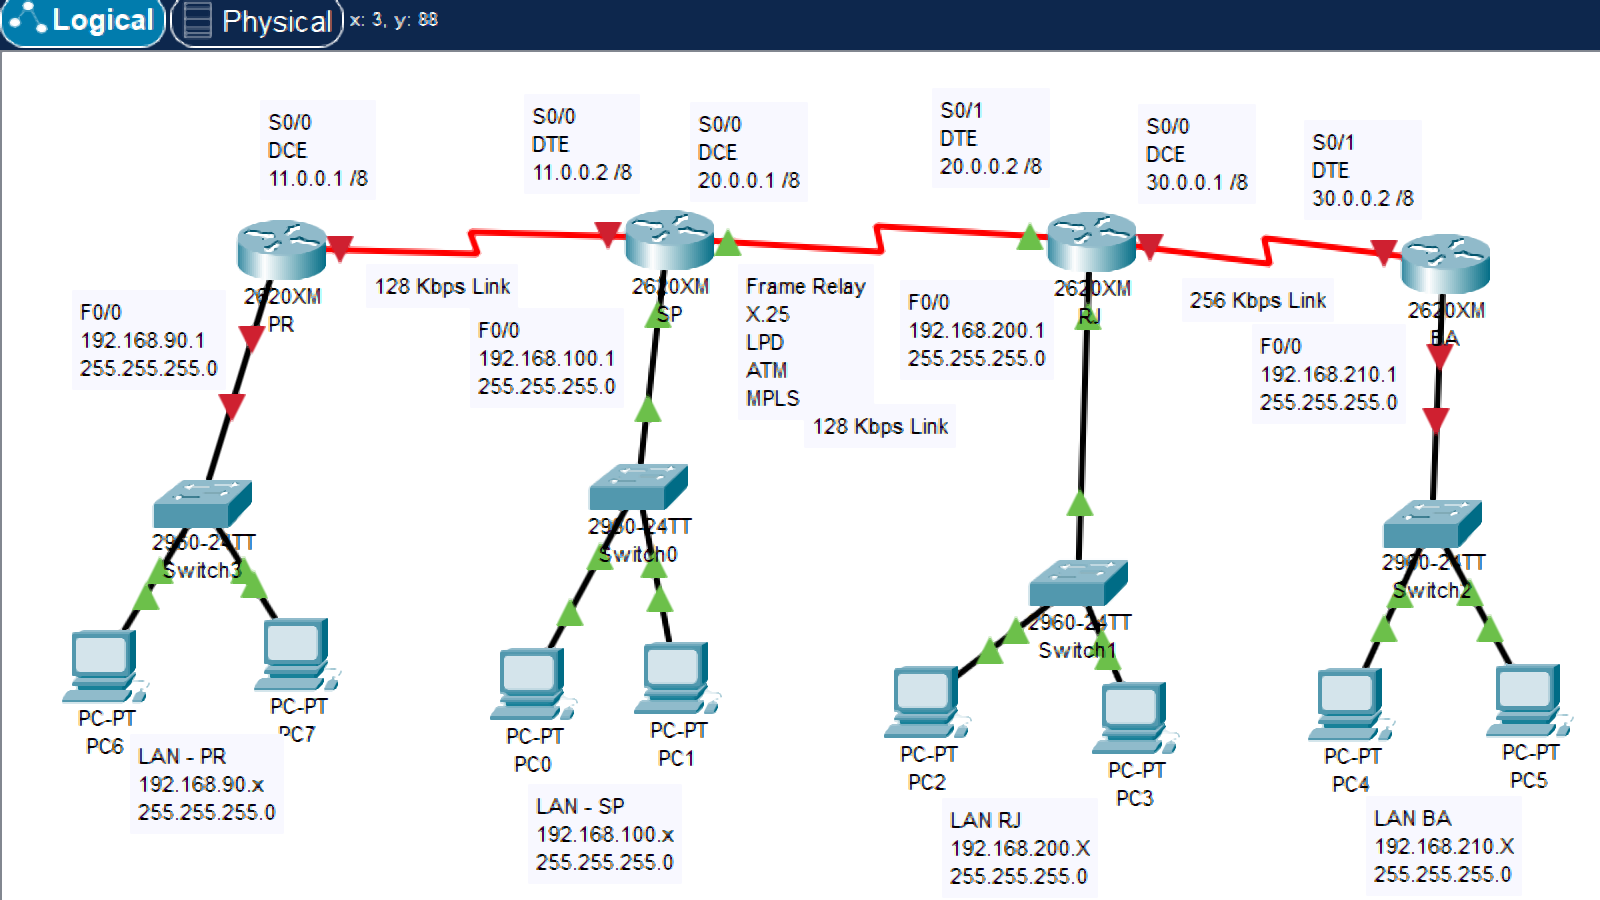 Logical
Physical
x: 3, y: 88
S0/0
DCE
11.0.0.1 /8
S0/0
DTE
11.0.0.2 /8
S0/0
DCE
20.0.0.1 /8
S0/1
DTE
20.0.0.2 /8
S0/0
DCE
30.0.0.1 /8
S0/1
DTE
30.0.0.2 /8
2620XM
PR
128 Kbps Link
2620XM
SP
Frame Relay
X.25
LPD
ATM
MPLS
128 Kbps Link
2620XM
RJ
256 Kbps Link
2620XM
BA
F0/0
192.168.90.1
255.255.255.0
F0/0
192.168.100.1
255.255.255.0
F0/0
192.168.200.1
255.255.255.0
F0/0
192.168.210.1
255.255.255.0
2960-24TT
Switch3
2960-24TT
Switch0
2960-24TT
Switch1
2960-24TT
Switch2
PC-PT
PC6
PC-PT
PC7
PC-PT
PC0
PC-PT
PC1
PC-PT
PC2
PC-PT
PC3
PC-PT
PC4
PC-PT
PC5
LAN - PR
192.168.90.x
255.255.255.0
LAN - SP
192.168.100.x
255.255.255.0
LAN RJ
192.168.200.X
255.255.255.0
LAN BA
192.168.210.X
255.255.255.0